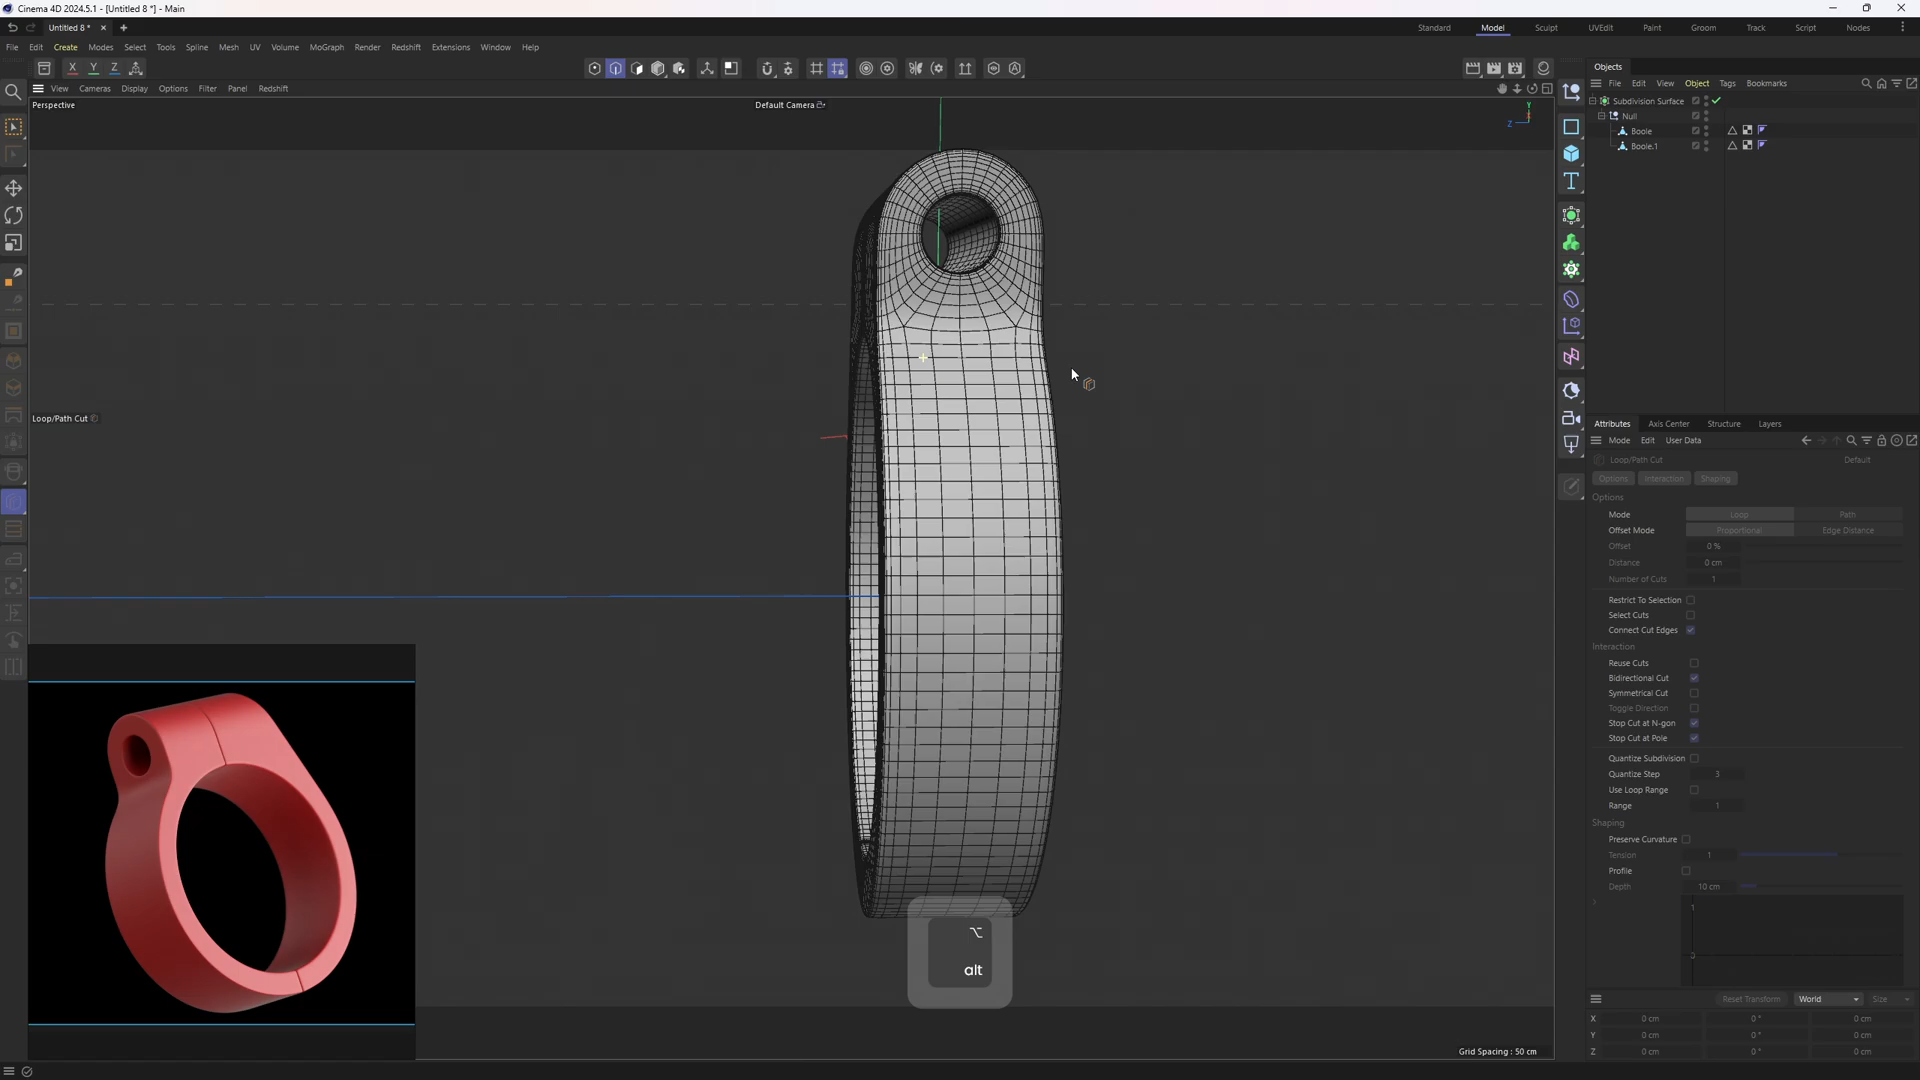 Cinema 4D 2024.5.1 - [Untitled 8 *] - Main
Untitled 8 *
Standard Model Sculpt UVEdit Paint Groom Track Script Nodes
File Edit Create Modes Select Tools Spline Mesh UV Volume MoGraph Render Redshift Extensions Window Help
X Y Z
View Cameras Display Options Filter Panel Redshift
Perspective
Default Camera
Y
Z
Loop/Path Cut
alt
Grid Spacing : 50 cm
Objects
File Edit View Object Tags Bookmarks
Subdivision Surface
Null
Boole
Boole.1
Attributes Axis Center Structure Layers
Mode Edit User Data
Loop/Path Cut Default
Options Interaction Shaping
Options
Mode Loop Path
Offset Mode Proportional Edge Distance
Offset 0 %
Distance 0 cm
Number of Cuts 1
Restrict To Selection
Select Cuts
Connect Cut Edges
Interaction
Reuse Cuts
Bidirectional Cut
Symmetrical Cut
Toggle Direction
Stop Cut at N-gon
Stop Cut at Pole
Quantize Subdivision
Quantize Step 3
Use Loop Range
Range 1
Shaping
Preserve Curvature
Tension 1
Profile
Depth 10 cm
Reset Transform World Size
X 0 cm 0 ° 0 cm
Y 0 cm 0 ° 0 cm
Z 0 cm 0 ° 0 cm